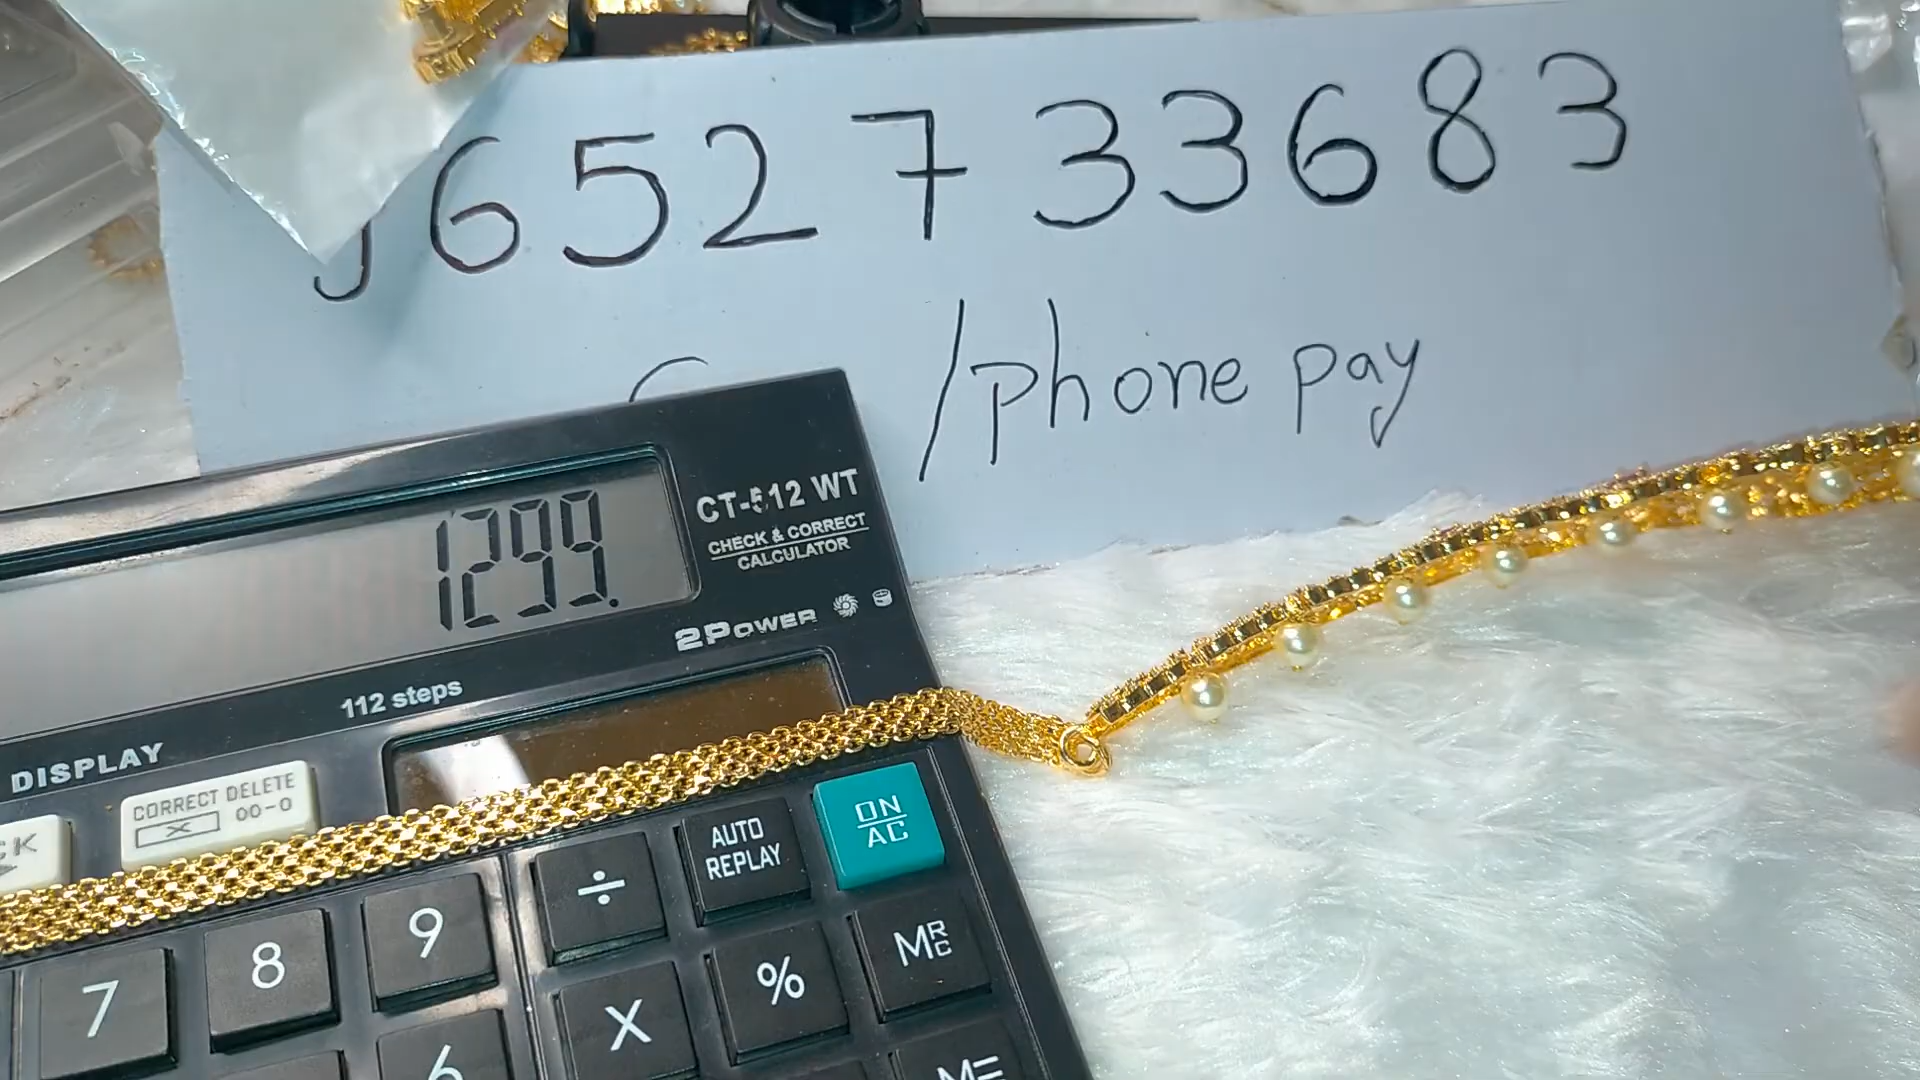 652733683
/phone pay
1299.
CT-512 WT
CHECK & CORRECT
CALCULATOR
2POWER
112 steps
DISPLAY
CORRECT DELETE
00-0
AUTO
REPLAY
ON
AC
7
8
9
÷
%
MRC
6
X